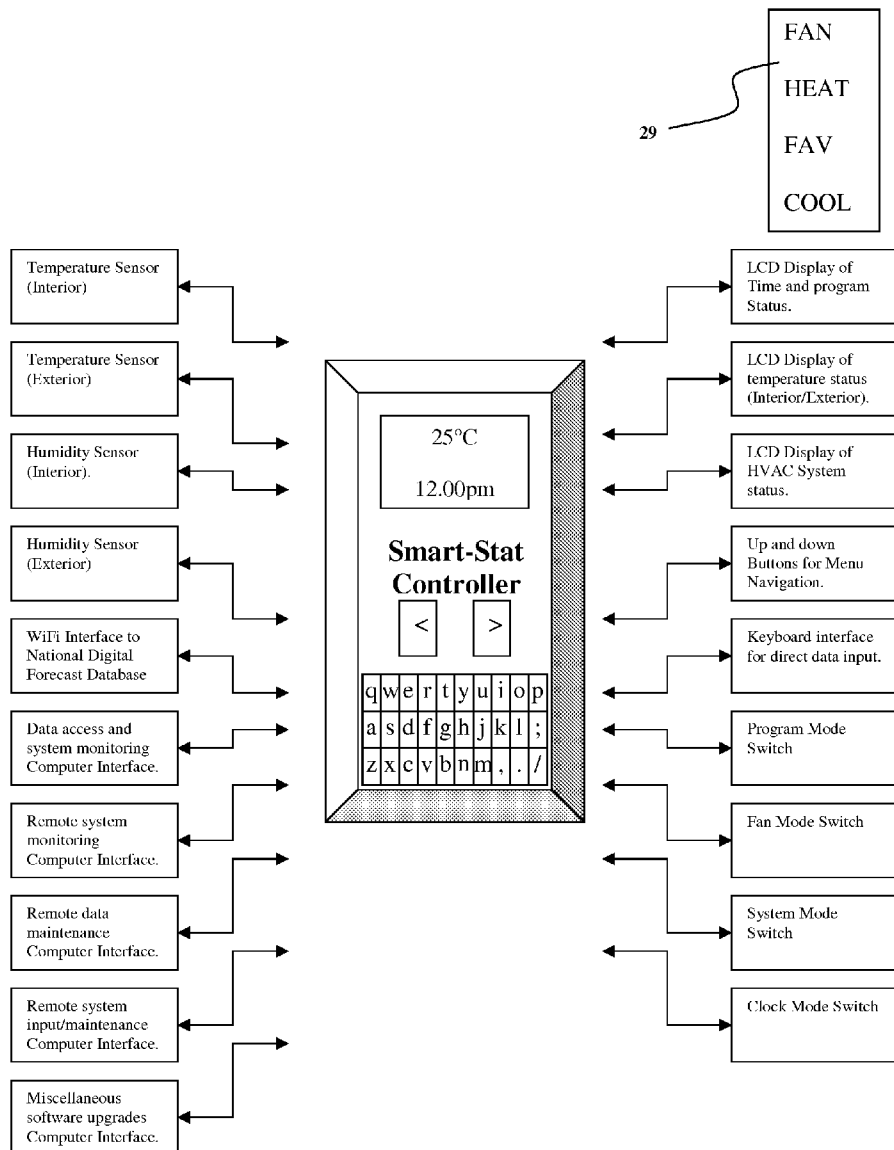 FAN
HEAT
29
FAV
COOL
Temperature Sensor
(Interior)
Temperature Sensor
(Exterior)
Humidity Sensor
(Interior).
Humidity Sensor
(Exterior)
WiFi Interface to
National Digital
Forecast Database
Data access and
system monitoring
Computer Interface.
Remote system
monitoring
Computer Interface.
Remote data
maintenance
Computer Interface.
Remote system
input/maintenance
Computer Interface.
Miscellaneous
software upgrades
Computer Interface.
25°C
12.00pm
Smart-Stat
Controller
< >
q w e r t y u i o p
a s d f g h j k l ;
z x c v b n m , . /
LCD Display of
Time and program
Status.
LCD Display of
temperature status
(Interior/Exterior).
LCD Display of
HVAC System
status.
Up and down
Buttons for Menu
Navigation.
Keyboard interface
for direct data input.
Program Mode
Switch
Fan Mode Switch
System Mode
Switch
Clock Mode Switch